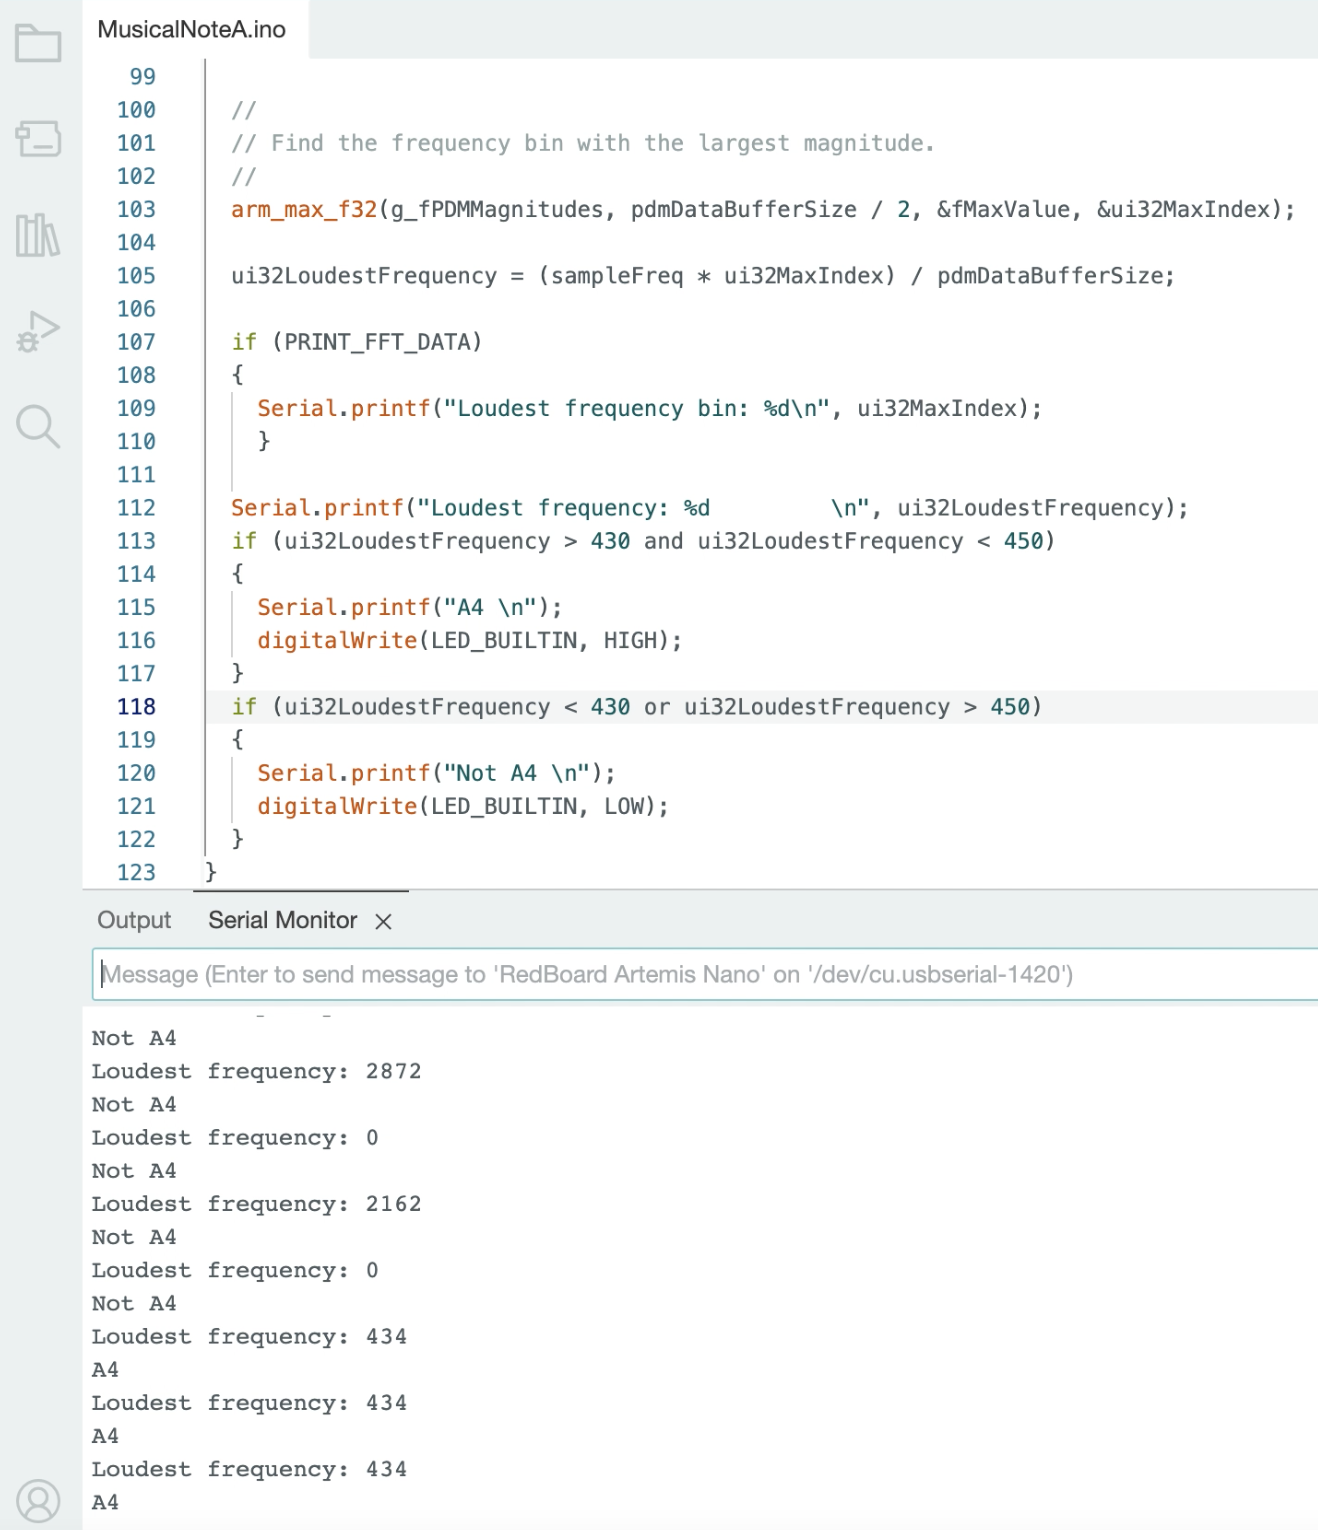 MusicalNoteA.ino
99
100 //
101 // Find the frequency bin with the largest magnitude.
102 //
103 arm_max_f32(g_fPDMMagnitudes, pdmDataBufferSize / 2, &fMaxValue, &ui32MaxIndex);
104
105 ui32LoudestFrequency = (sampleFreq * ui32MaxIndex) / pdmDataBufferSize;
106
107 if (PRINT_FFT_DATA)
108 {
109 Serial.printf("Loudest frequency bin: %d\n", ui32MaxIndex);
110 }
111
112 Serial.printf("Loudest frequency: %d         \n", ui32LoudestFrequency);
113 if (ui32LoudestFrequency > 430 and ui32LoudestFrequency < 450)
114 {
115 Serial.printf("A4 \n");
116 digitalWrite(LED_BUILTIN, HIGH);
117 }
118 if (ui32LoudestFrequency < 430 or ui32LoudestFrequency > 450)
119 {
120 Serial.printf("Not A4 \n");
121 digitalWrite(LED_BUILTIN, LOW);
122 }
123 }
Output Serial Monitor
Message (Enter to send message to 'RedBoard Artemis Nano' on '/dev/cu.usbserial-1420')
Not A4
Loudest frequency: 2872
Not A4
Loudest frequency: 0
Not A4
Loudest frequency: 2162
Not A4
Loudest frequency: 0
Not A4
Loudest frequency: 434
A4
Loudest frequency: 434
A4
Loudest frequency: 434
A4